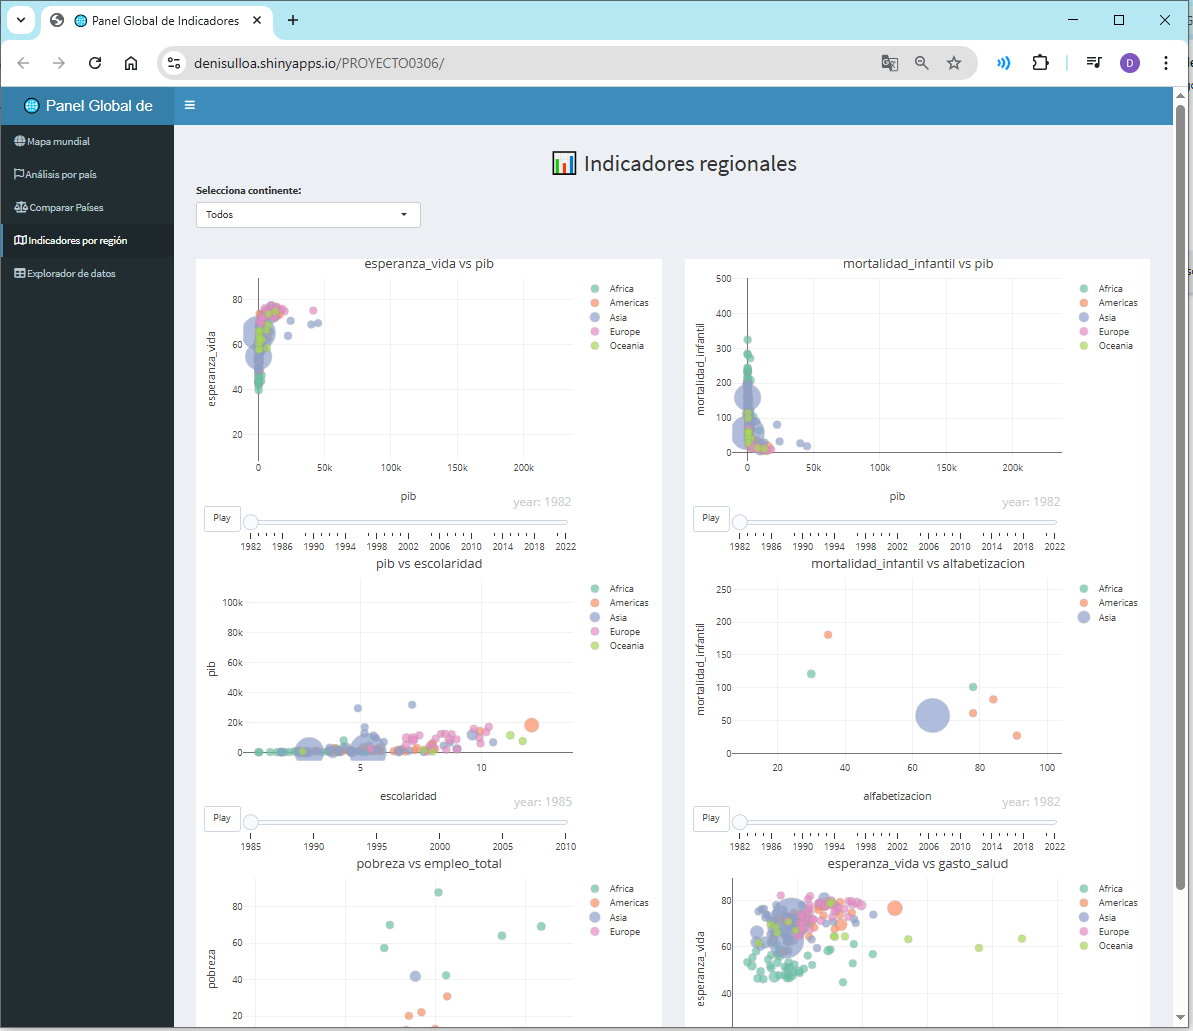 Panel Global de Indicadores
denisulloa.shinyapps.io/PROYECTO0306/
D
Panel Global de
Mapa mundial
Análisis por país
Comparar Países
Indicadores por región
Explorador de datos
Indicadores regionales
Selecciona continente:
Todos
esperanza_vida vs pib
80
60
40
20
esperanza_vida
0 50k 100k 150k 200k
pib
Africa
Americas
Asia
Europe
Oceania
year: 1982
Play
1982 1986 1990 1994 1998 2002 2006 2010 2014 2018 2022
mortalidad_infantil vs pib
500
400
300
200
100
0
mortalidad_infantil
0 50k 100k 150k 200k
pib
Africa
Americas
Asia
Europe
Oceania
year: 1982
Play
1982 1986 1990 1994 1998 2002 2006 2010 2014 2018 2022
pib vs escolaridad
100k
80k
60k
40k
20k
0
pib
5 10
escolaridad
Africa
Americas
Asia
Europe
Oceania
year: 1985
Play
1985 1990 1995 2000 2005 2010
mortalidad_infantil vs alfabetizacion
250
200
150
100
50
0
mortalidad_infantil
20 40 60 80 100
alfabetizacion
Africa
Americas
Asia
year: 1982
Play
1982 1986 1990 1994 1998 2002 2006 2010 2014 2018 2022
pobreza vs empleo_total
80
60
40
20
pobreza
Africa
Americas
Asia
Europe
esperanza_vida vs gasto_salud
80
60
40
esperanza_vida
Africa
Americas
Asia
Europe
Oceania